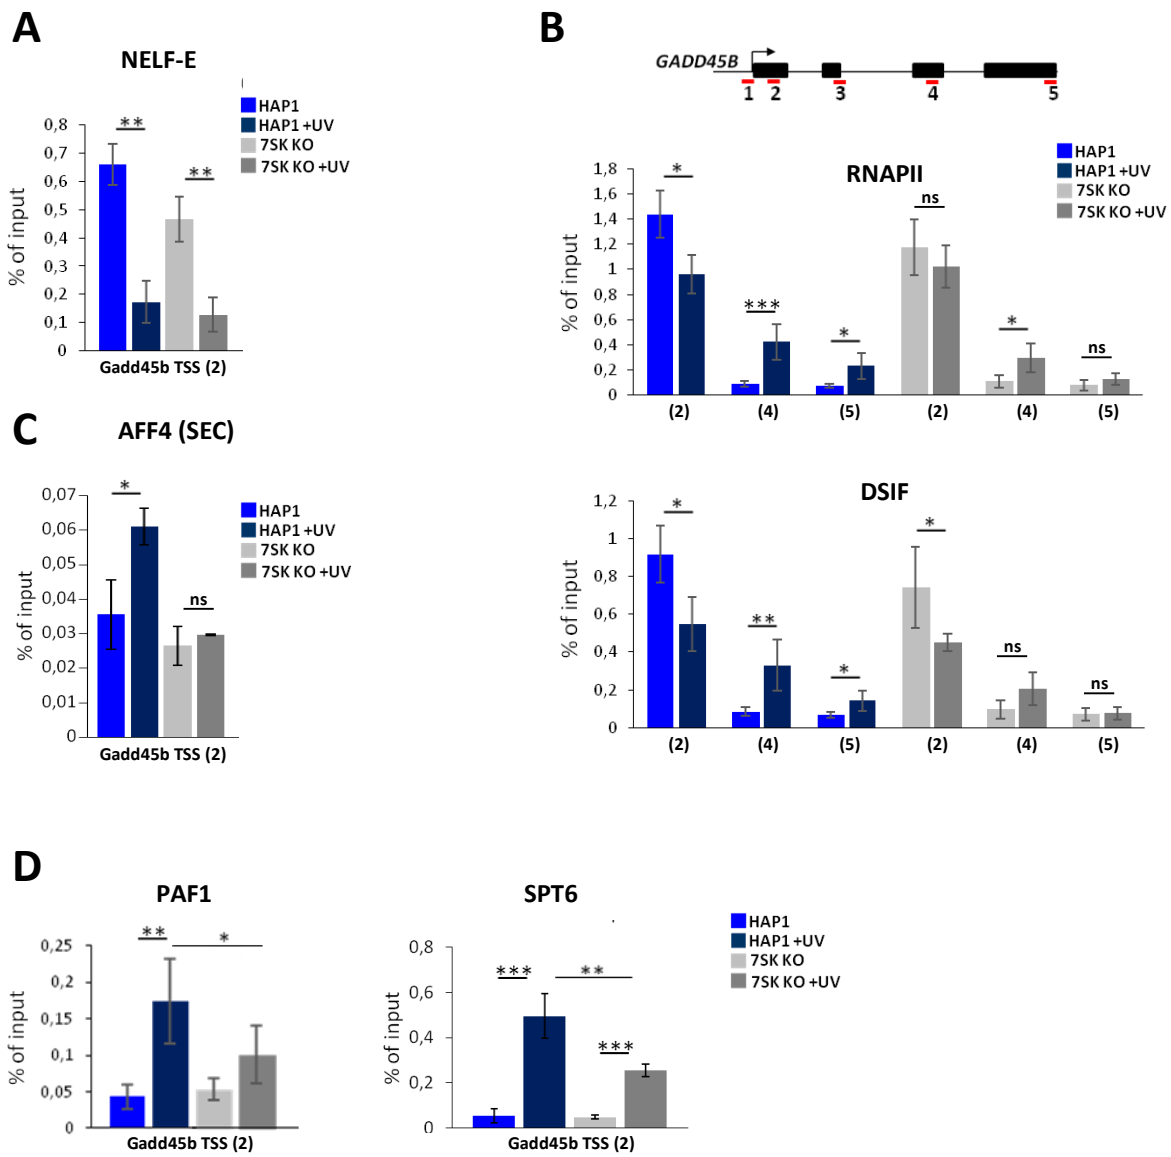 A
NELF-E
HAP1
HAP1 +UV
7SK KO
7SK KO +UV
% of input
0,8
0,7
0,6
0,5
0,4
0,3
0,2
0,1
0
**
**
Gadd45b TSS (2)
B
GADD45B
1 2 3 4 5
RNAPII
HAP1
HAP1 +UV
7SK KO
7SK KO +UV
% of input
1,8
1,6
1,4
1,2
1
0,8
0,6
0,4
0,2
0
* *** * ns * ns
(2) (4) (5) (2) (4) (5)
DSIF
% of input
1,2
1
0,8
0,6
0,4
0,2
0
* ** * * ns ns
(2) (4) (5) (2) (4) (5)
C
AFF4 (SEC)
HAP1
HAP1 +UV
7SK KO
7SK KO +UV
% of input
0,07
0,06
0,05
0,04
0,03
0,02
0,01
0
* ns
Gadd45b TSS (2)
D
PAF1
% of input
0,25
0,2
0,15
0,1
0,05
0
** *
Gadd45b TSS (2)
SPT6
% of input
0,8
0,6
0,4
0,2
0
*** ** ***
Gadd45b TSS (2)
HAP1
HAP1 +UV
7SK KO
7SK KO +UV